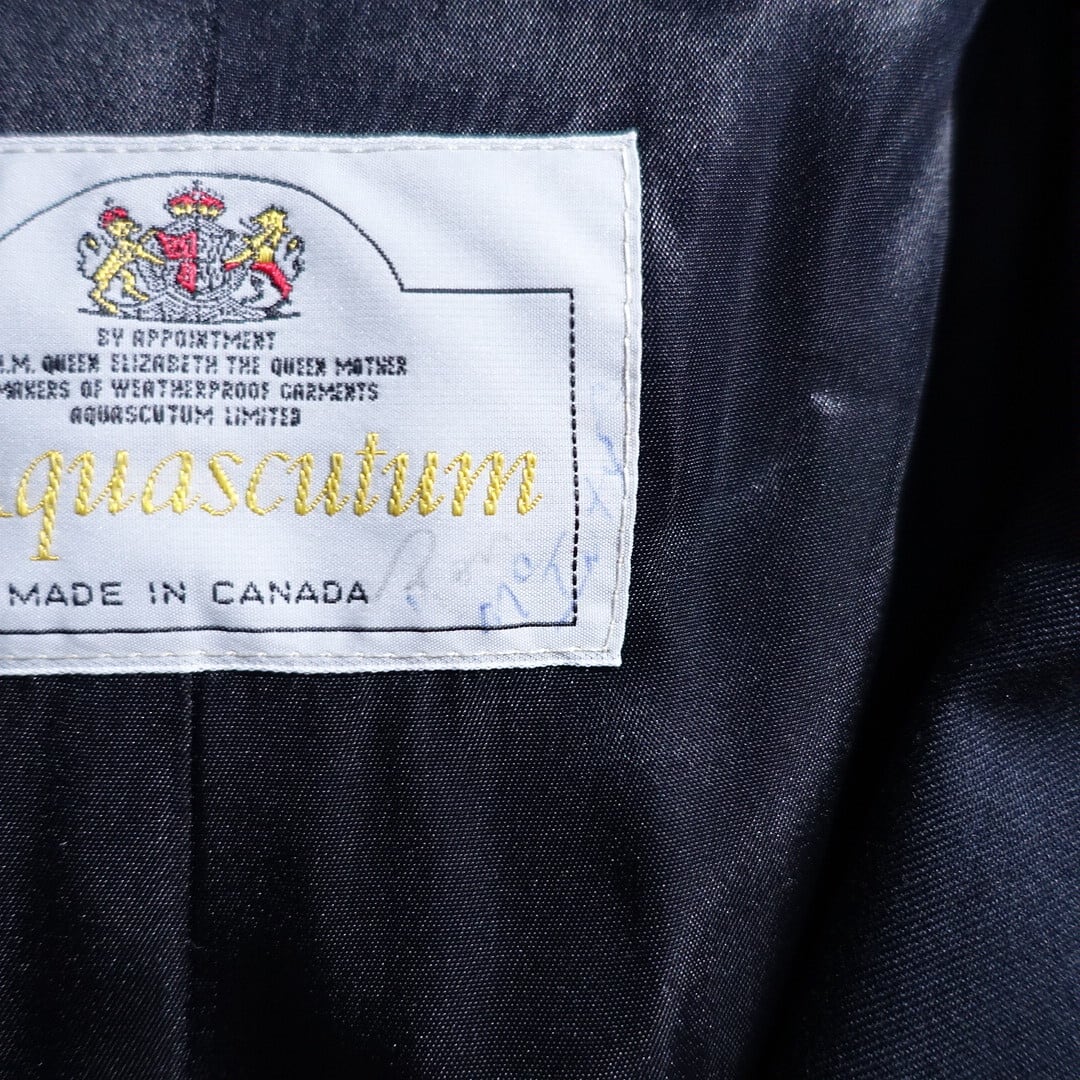 BY APPOINTMENT
.M. QUEEN ELIZABETH THE QUEEN MOTHER
MAKERS OF WEATHERPROOF GARMENTS
AQUASCUTUM LIMITED
quascutum
MADE IN CANADA